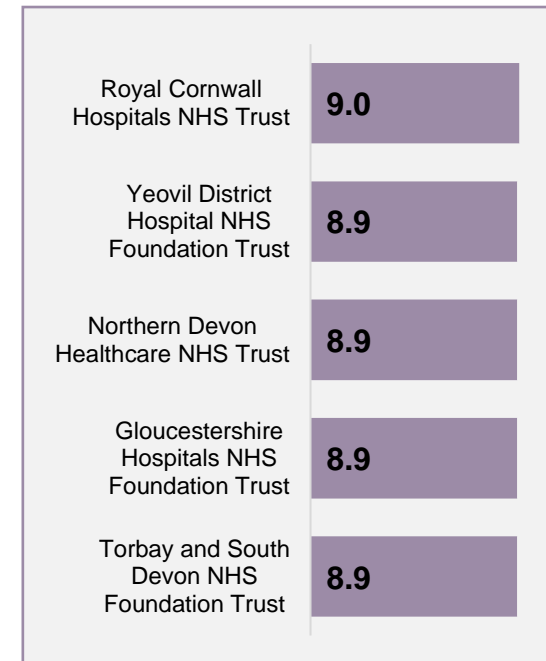 Royal Cornwall
Hospitals NHS Trust
9.0
Yeovil District
Hospital NHS
Foundation Trust
8.9
Northern Devon
Healthcare NHS Trust
8.9
Gloucestershire
Hospitals NHS
Foundation Trust
8.9
Torbay and South
Devon NHS
Foundation Trust
8.9